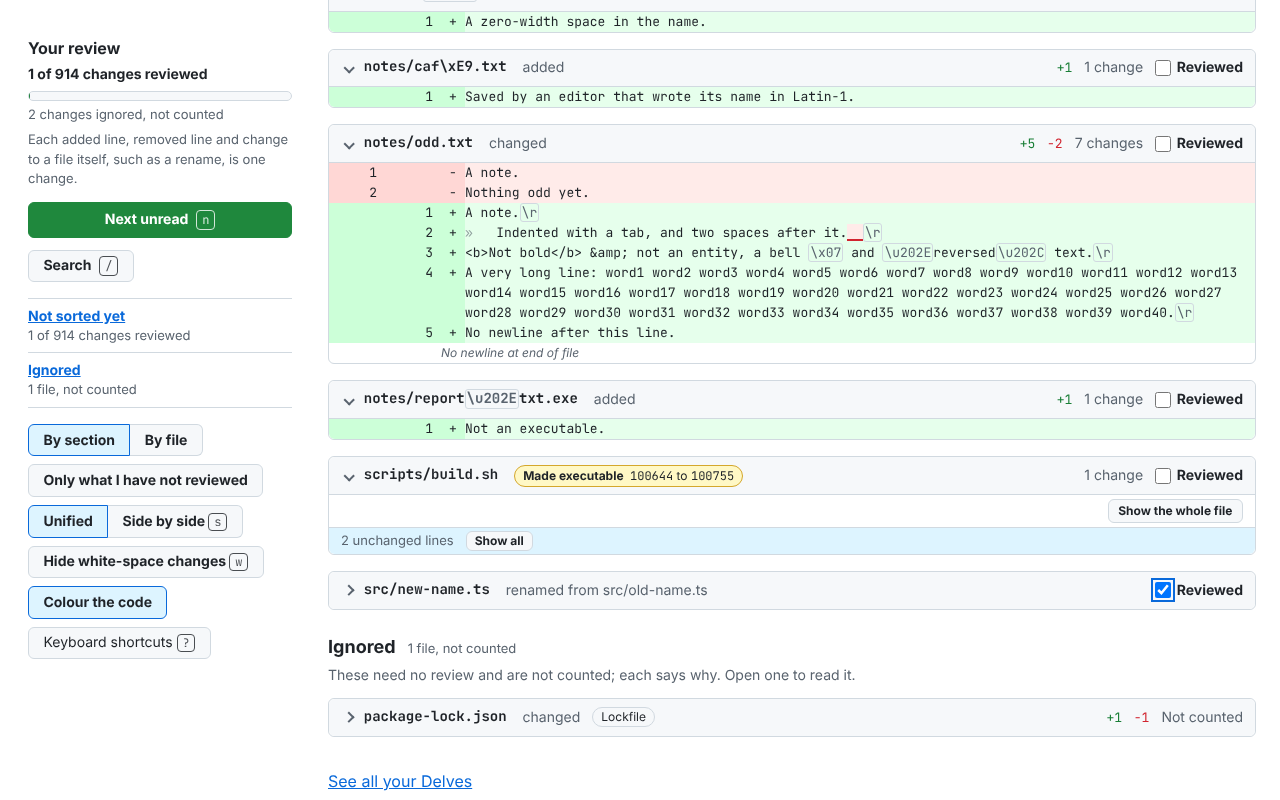 Your review
1 of 914 changes reviewed
2 changes ignored, not counted
Each added line, removed line and change
to a file itself, such as a rename, is one
change.
Next unread n
Search /
Not sorted yet
1 of 914 changes reviewed
Ignored
1 file, not counted
By section By file
Only what I have not reviewed
Unified Side by side s
Hide white-space changes w
Colour the code
Keyboard shortcuts ?
1 + A zero-width space in the name.
notes/caf\xE9.txt added +1 1 change Reviewed
1 + Saved by an editor that wrote its name in Latin-1.
notes/odd.txt changed +5 -2 7 changes Reviewed
1 - A note.
2 - Nothing odd yet.
1 + A note.\r
2 + » Indented with a tab, and two spaces after it.  \r
3 + <b>Not bold</b> &amp; not an entity, a bell \x07 and \u202Ereversed\u202C text.\r
4 + A very long line: word1 word2 word3 word4 word5 word6 word7 word8 word9 word10 word11 word12 word13
word14 word15 word16 word17 word18 word19 word20 word21 word22 word23 word24 word25 word26 word27
word28 word29 word30 word31 word32 word33 word34 word35 word36 word37 word38 word39 word40.\r
5 + No newline after this line.
No newline at end of file
notes/report\u202Etxt.exe added +1 1 change Reviewed
1 + Not an executable.
scripts/build.sh Made executable 100644 to 100755 1 change Reviewed
Show the whole file
2 unchanged lines Show all
src/new-name.ts renamed from src/old-name.ts Reviewed
Ignored 1 file, not counted
These need no review and are not counted; each says why. Open one to read it.
package-lock.json changed Lockfile +1 -1 Not counted
See all your Delves